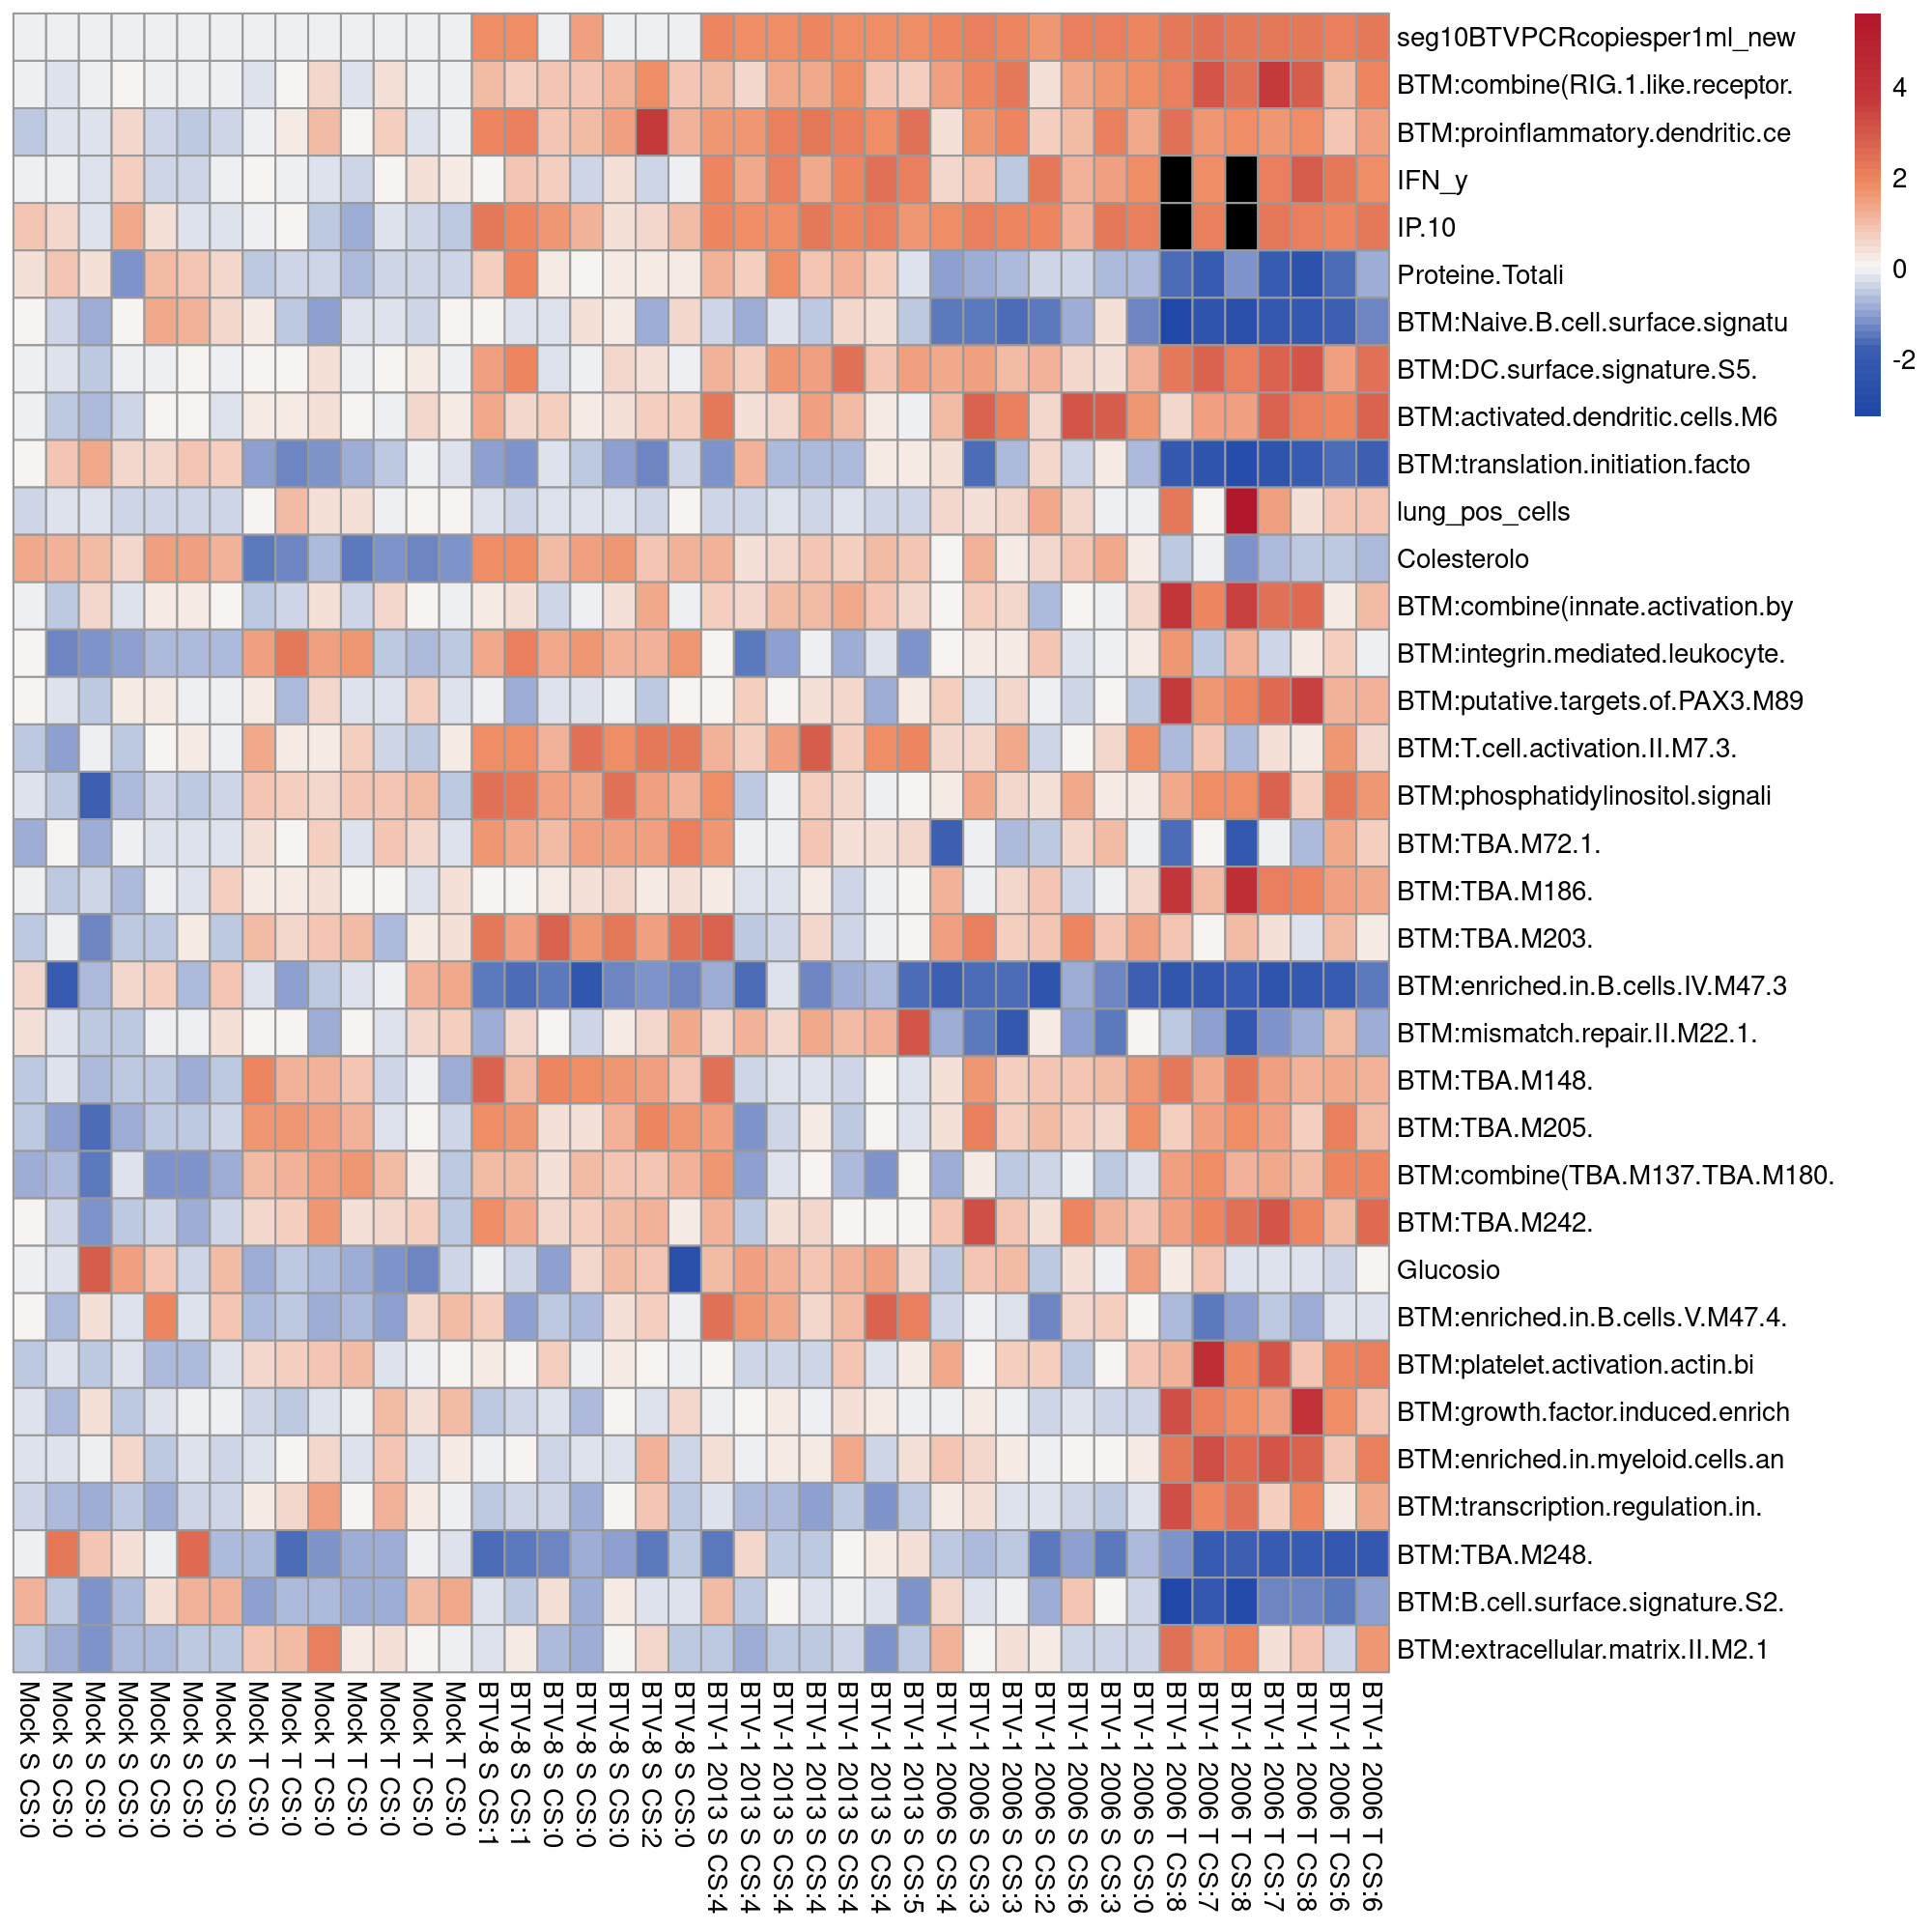 seg10BTVPCRcopiesper1ml_new
BTM:combine(RIG.1.like.receptor.
BTM:proinflammatory.dendritic.ce
IFN_y
IP.10
Proteine.Totali
BTM:Naive.B.cell.surface.signatu
BTM:DC.surface.signature.S5.
BTM:activated.dendritic.cells.M6
BTM:translation.initiation.facto
lung_pos_cells
Colesterolo
BTM:combine(innate.activation.by
BTM:integrin.mediated.leukocyte.
BTM:putative.targets.of.PAX3.M89
BTM:T.cell.activation.II.M7.3.
BTM:phosphatidylinositol.signali
BTM:TBA.M72.1.
BTM:TBA.M186.
BTM:TBA.M203.
BTM:enriched.in.B.cells.IV.M47.3
BTM:mismatch.repair.II.M22.1.
BTM:TBA.M148.
BTM:TBA.M205.
BTM:combine(TBA.M137.TBA.M180.
BTM:TBA.M242.
Glucosio
BTM:enriched.in.B.cells.V.M47.4.
BTM:platelet.activation.actin.bi
BTM:growth.factor.induced.enrich
BTM:enriched.in.myeloid.cells.an
BTM:transcription.regulation.in.
BTM:TBA.M248.
BTM:B.cell.surface.signature.S2.
BTM:extracellular.matrix.II.M2.1
4
2
0
-2
Mock S CS:0
Mock S CS:0
Mock S CS:0
Mock S CS:0
Mock S CS:0
Mock S CS:0
Mock S CS:0
Mock T CS:0
Mock T CS:0
Mock T CS:0
Mock T CS:0
Mock T CS:0
Mock T CS:0
Mock T CS:0
BTV-8 S CS:1
BTV-8 S CS:1
BTV-8 S CS:0
BTV-8 S CS:0
BTV-8 S CS:0
BTV-8 S CS:2
BTV-8 S CS:0
BTV-1 2013 S CS:4
BTV-1 2013 S CS:4
BTV-1 2013 S CS:4
BTV-1 2013 S CS:4
BTV-1 2013 S CS:4
BTV-1 2013 S CS:4
BTV-1 2013 S CS:5
BTV-1 2006 S CS:4
BTV-1 2006 S CS:3
BTV-1 2006 S CS:3
BTV-1 2006 S CS:2
BTV-1 2006 S CS:6
BTV-1 2006 S CS:3
BTV-1 2006 S CS:0
BTV-1 2006 T CS:8
BTV-1 2006 T CS:7
BTV-1 2006 T CS:8
BTV-1 2006 T CS:7
BTV-1 2006 T CS:8
BTV-1 2006 T CS:6
BTV-1 2006 T CS:6